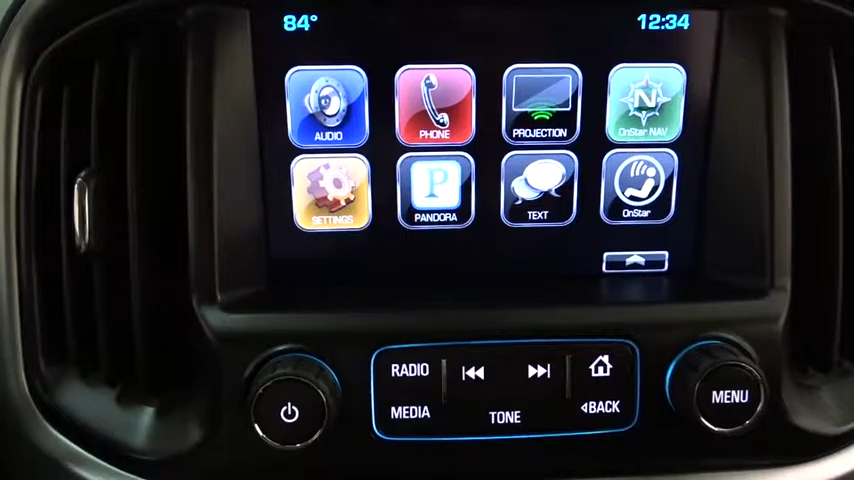 84° 12:34
AUDIO PHONE PROJECTION N OnStar NAV
SETTINGS P PANDORA TEXT OnStar
RADIO MENU
MEDIA TONE BACK